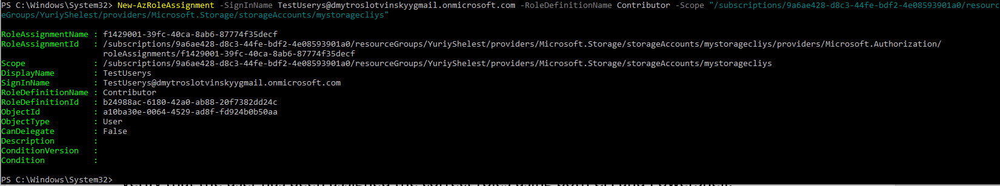 PS C:\Windows\System32> New-AzRoleAssignment -SignInName TestUserys@dmytroslotvinskyygmail.onmicrosoft.com -RoleDefinitionName Contributor -Scope "/subscriptions/9a6ae428-d8c3-44fe-bdf2-4e08593901a0/resourc
eGroups/YuriyShelest/providers/Microsoft.Storage/storageAccounts/mystoragecliys"
RoleAssignmentName : f1429001-39fc-40ca-8ab6-87774f35decf
RoleAssignmentId : /subscriptions/9a6ae428-d8c3-44fe-bdf2-4e08593901a0/resourceGroups/YuriyShelest/providers/Microsoft.Storage/storageAccounts/mystoragecliys/providers/Microsoft.Authorization/
roleAssignments/f1429001-39fc-40ca-8ab6-87774f35decf
Scope : /subscriptions/9a6ae428-d8c3-44fe-bdf2-4e08593901a0/resourceGroups/YuriyShelest/providers/Microsoft.Storage/storageAccounts/mystoragecliys
DisplayName : TestUserys
SignInName : TestUserys@dmytroslotvinskyygmail.onmicrosoft.com
RoleDefinitionName : Contributor
RoleDefinitionId : b24988ac-6180-42a0-ab88-20f7382dd24c
ObjectId : a10ba30e-0064-4529-ad8f-fd924b0b50aa
ObjectType : User
CanDelegate : False
Description :
ConditionVersion :
Condition :
PS C:\Windows\System32>